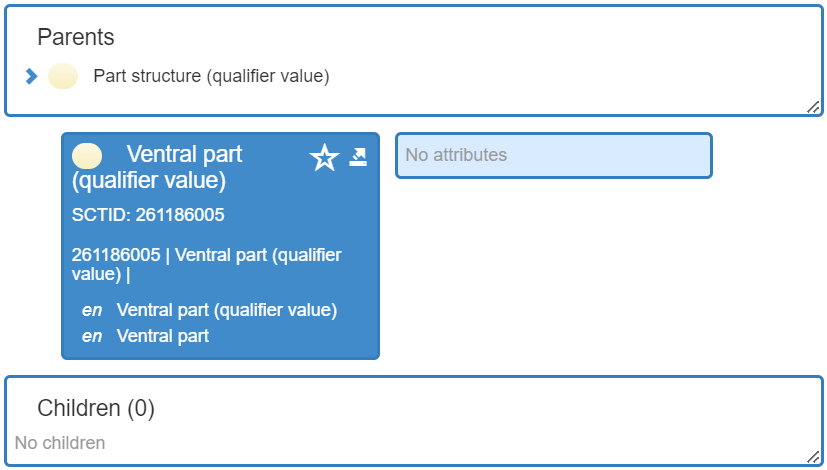 Parents
Part structure (qualifier value)
Ventral part
(qualifier value)
No attributes
SCTID: 261186005
261186005 | Ventral part (qualifier
value) |
en Ventral part (qualifier value)
en Ventral part
Children (0)
No children